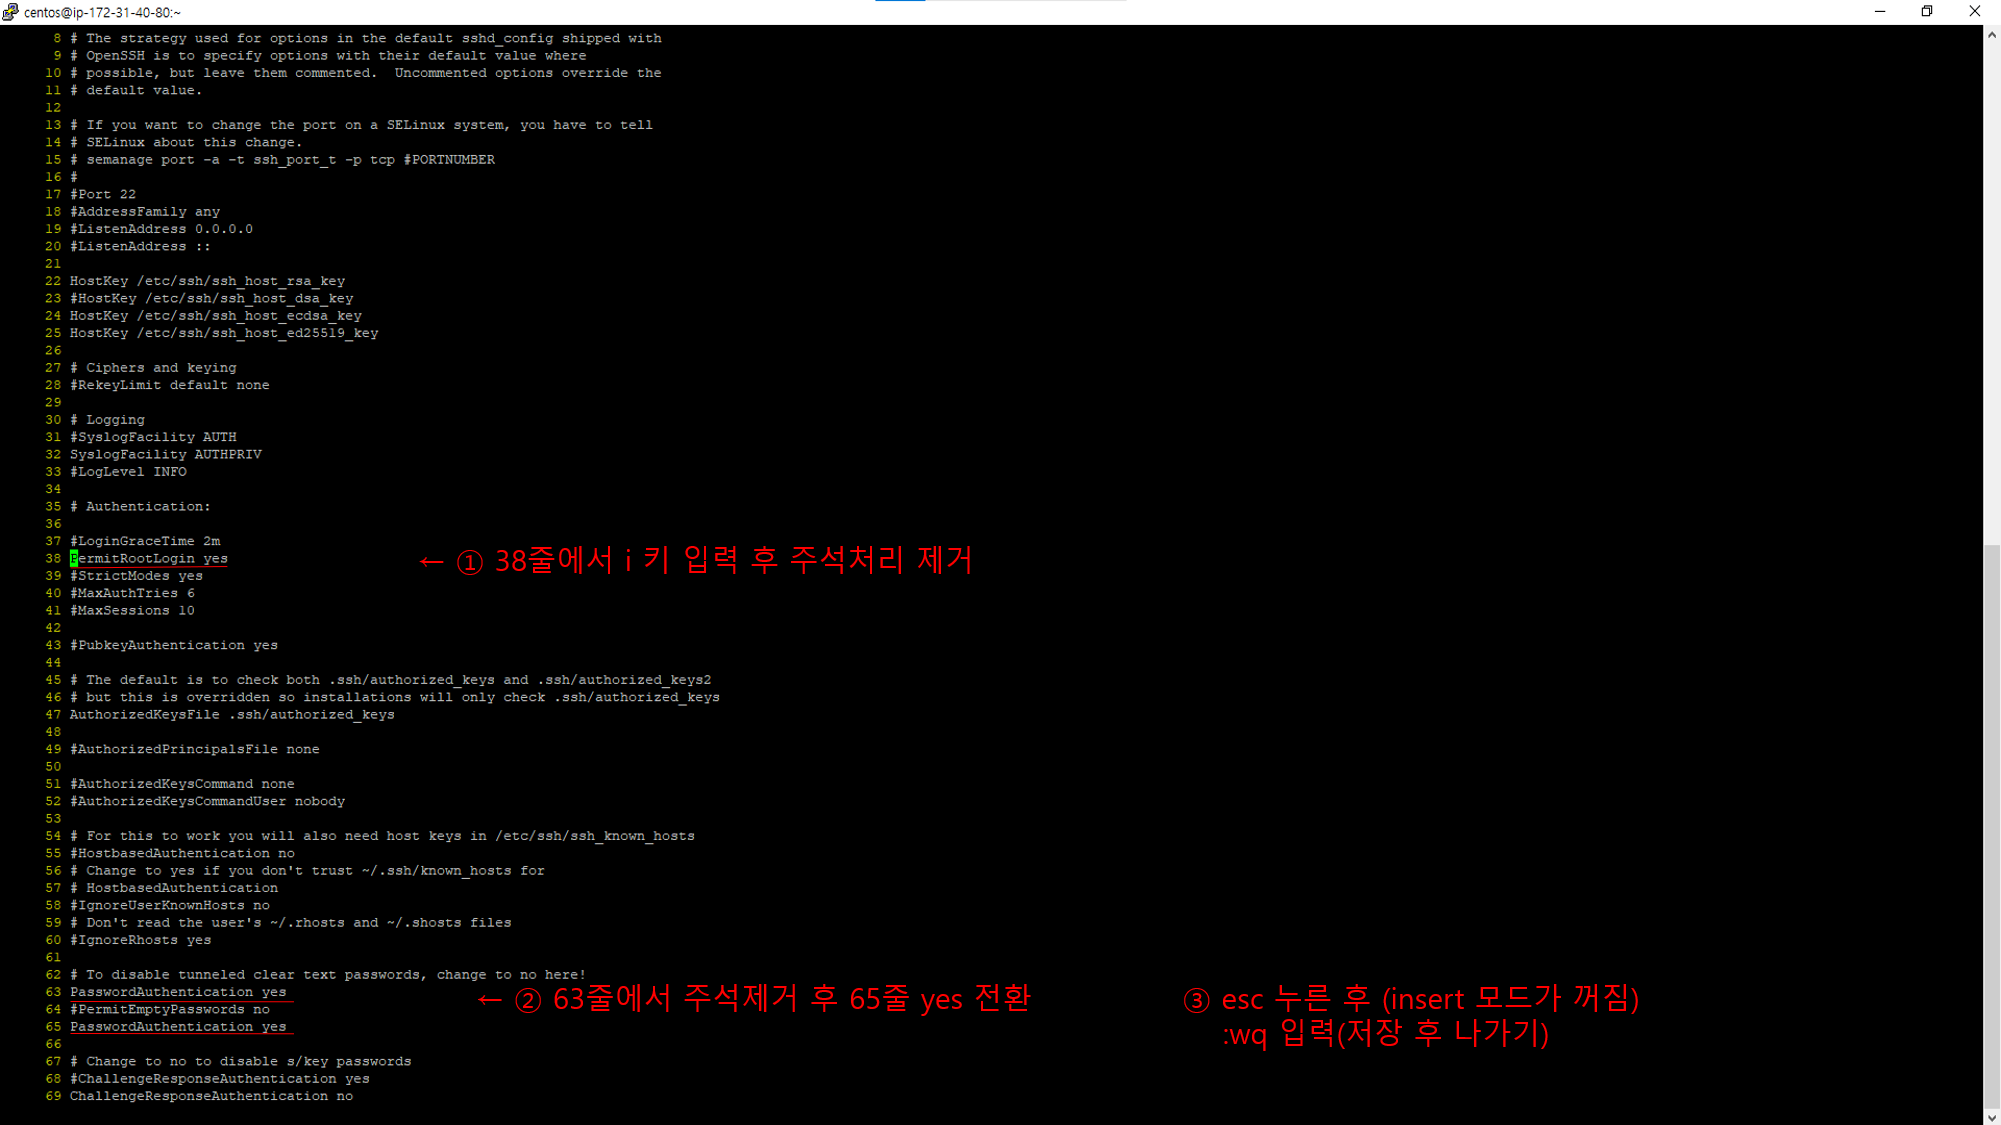 centos@ip-172-31-40-80:~
8 # The strategy used for options in the default sshd_config shipped with
9 # OpenSSH is to specify options with their default value where
10 # possible, but leave them commented.  Uncommented options override the
11 # default value.
12
13 # If you want to change the port on a SELinux system, you have to tell
14 # SELinux about this change.
15 # semanage port -a -t ssh_port_t -p tcp #PORTNUMBER
16 #
17 #Port 22
18 #AddressFamily any
19 #ListenAddress 0.0.0.0
20 #ListenAddress ::
21
22 HostKey /etc/ssh/ssh_host_rsa_key
23 #HostKey /etc/ssh/ssh_host_dsa_key
24 HostKey /etc/ssh/ssh_host_ecdsa_key
25 HostKey /etc/ssh/ssh_host_ed25519_key
26
27 # Ciphers and keying
28 #RekeyLimit default none
29
30 # Logging
31 #SyslogFacility AUTH
32 SyslogFacility AUTHPRIV
33 #LogLevel INFO
34
35 # Authentication:
36
37 #LoginGraceTime 2m
38 PermitRootLogin yes ← ① 38줄에서 i 키 입력 후 주석처리 제거
39 #StrictModes yes
40 #MaxAuthTries 6
41 #MaxSessions 10
42
43 #PubkeyAuthentication yes
44
45 # The default is to check both .ssh/authorized_keys and .ssh/authorized_keys2
46 # but this is overridden so installations will only check .ssh/authorized_keys
47 AuthorizedKeysFile .ssh/authorized_keys
48
49 #AuthorizedPrincipalsFile none
50
51 #AuthorizedKeysCommand none
52 #AuthorizedKeysCommandUser nobody
53
54 # For this to work you will also need host keys in /etc/ssh/ssh_known_hosts
55 #HostbasedAuthentication no
56 # Change to yes if you don't trust ~/.ssh/known_hosts for
57 # HostbasedAuthentication
58 #IgnoreUserKnownHosts no
59 # Don't read the user's ~/.rhosts and ~/.shosts files
60 #IgnoreRhosts yes
61
62 # To disable tunneled clear text passwords, change to no here!
63 PasswordAuthentication yes ← ② 63줄에서 주석제거 후 65줄 yes 전환
64 #PermitEmptyPasswords no
65 PasswordAuthentication yes
66
67 # Change to no to disable s/key passwords
68 #ChallengeResponseAuthentication yes
69 ChallengeResponseAuthentication no
③ esc 누른 후 (insert 모드가 꺼짐)
:wq 입력(저장 후 나가기)